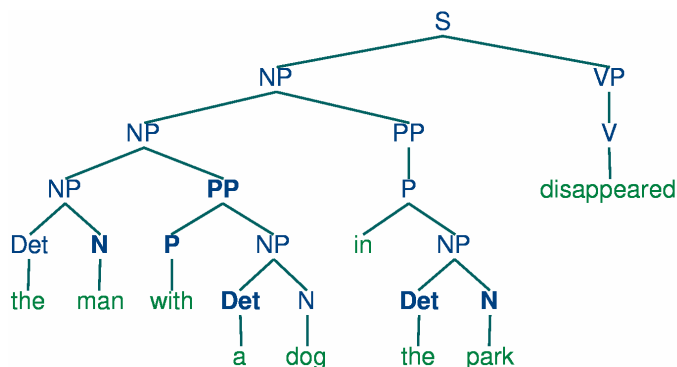 S
NP VP
NP PP V
NP PP P disappeared
Det N P NP in NP
the man with Det N Det N
a dog the park